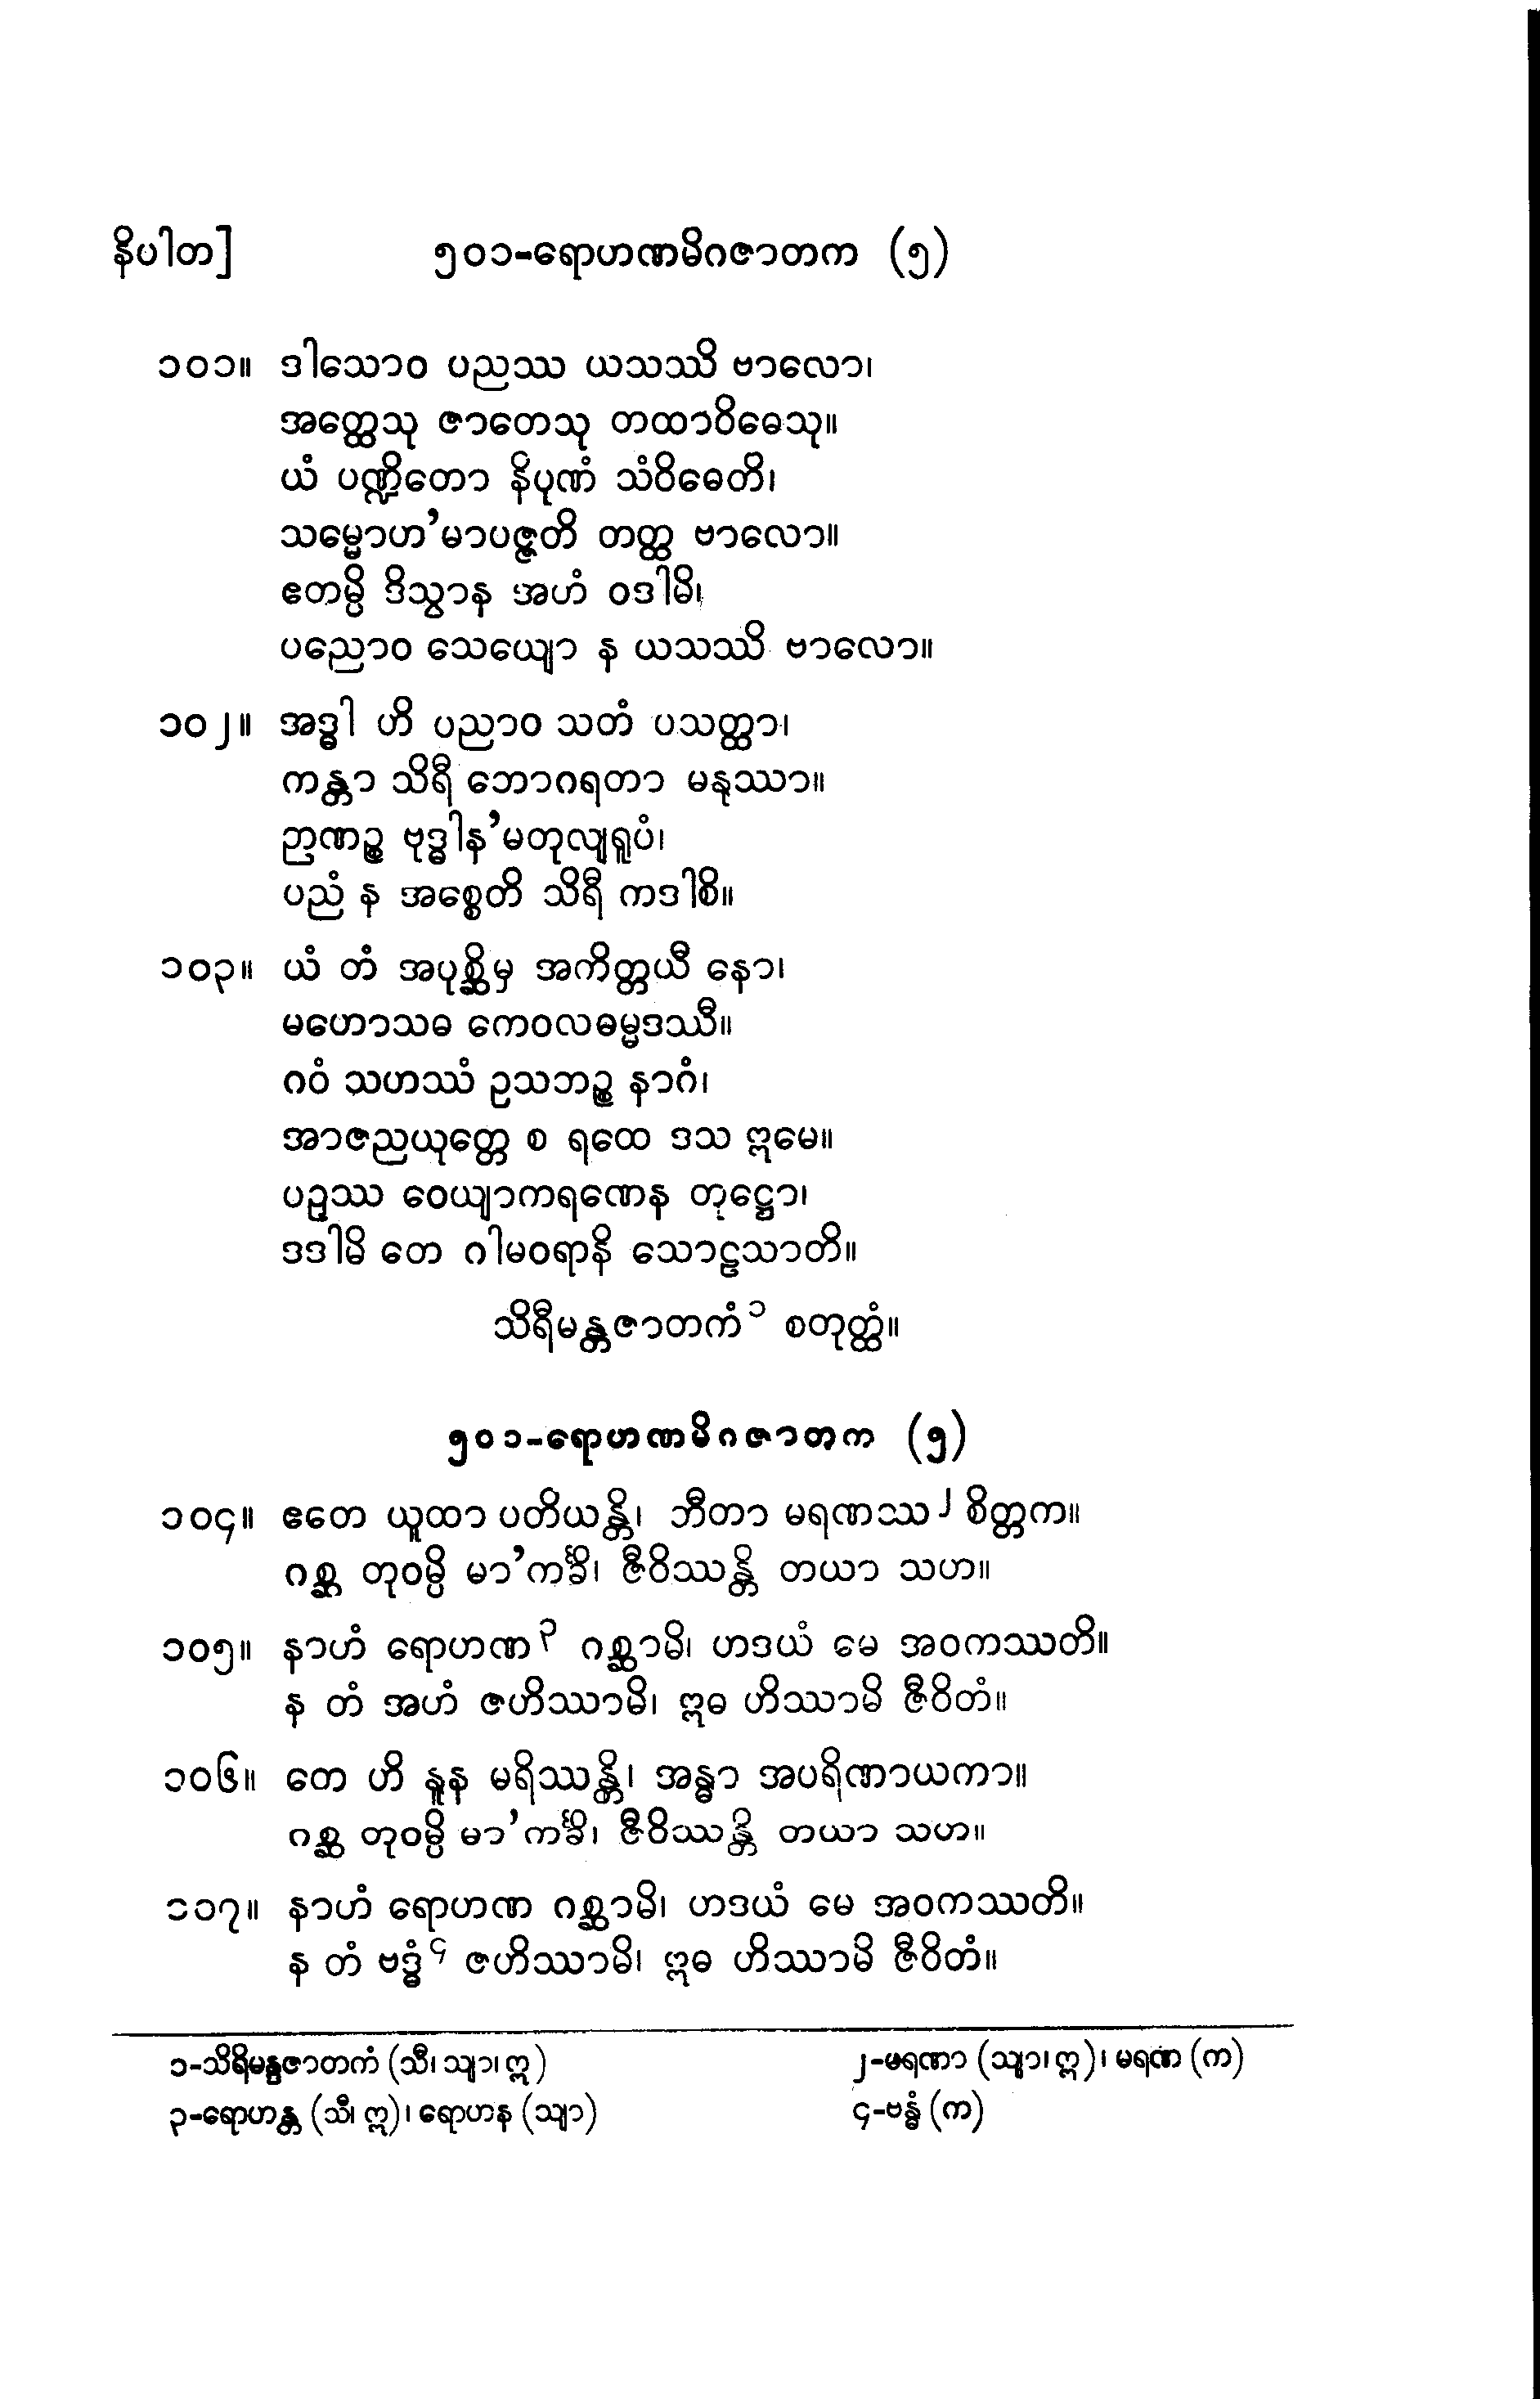 နိပါတ] ၅၀၁-ရောဟဏမိဂဇာတက (၅)
၁၀၁။ ဒါသောဝ ပညဿ ယသဿိ ဗာလော၊
အတ္ထေသု ဇာတေသု တထာဝိဓေသု။
ယံ ပဏ္ဍိတော နိပုဏံ သံဝိဓေတိ၊
သမ္မောဟ’မာပဇ္ဇတိ တတ္ထ ဗာလော။
ဧတမ္ပိ ဒိသွာန အဟံ ဝဒါမိ၊
ပညောဝ သေယျော န ယသဿိ ဗာလော။
၁၀၂။ အဒ္ဓါ ဟိ ပညာဝ သတံ ပသတ္ထာ၊
ကန္တာ သိရီ ဘောဂရတာ မနုဿာ။
ဉာဏဉ္စ ဗုဒ္ဓါန’မတုလျရူပံ၊
ပညံ န အစ္စေတိ သိရီ ကဒါစိ။
၁၀၃။ ယံ တံ အပုစ္ဆိမှ အကိတ္တယီ နော၊
မဟောသဓ ကေဝလဓမ္မဒဿီ။
ဂဝံ သဟဿံ ဥသဘဉ္စ နာဂံ၊
အာဇညယုတ္တေ စ ရထေ ဒသ ဣမေ။
ပဉှဿ ဝေယျာကရဏေန တုဋ္ဌော၊
ဒဒါမိ တေ ဂါမဝရာနိ သောဠသာတိ။
သိရီမန္တဇာတကံ ၁ စတုတ္ထံ။
၅၀၁-ရောဟဏမိဂဇာတက (၅)
၁၀၄။ ဧတေ ယူထာ ပတိယန္တိ၊ ဘီတာ မရဏဿ ၂ စိတ္တက။
ဂစ္ဆ တုဝမ္ပိ မာ’ကင်္ခိ၊ ဇီဝိဿန္တိ တယာ သဟ။
၁၀၅။ နာဟံ ရောဟဏ ၃ ဂစ္ဆာမိ၊ ဟဒယံ မေ အဝကဿတိ။
န တံ အဟံ ဇဟိဿာမိ၊ ဣဓ ဟိဿာမိ ဇီဝိတံ။
၁၀၆။ တေ ဟိ နူန မရိဿန္တိ၊ အန္ဓာ အပရိဏာယကာ။
ဂစ္ဆ တုဝမ္ပိ မာ’ကင်္ခိ၊ ဇီဝိဿန္တိ တယာ သဟ။
၁၀၇။ နာဟံ ရောဟဏ ဂစ္ဆာမိ၊ ဟဒယံ မေ အဝကဿတိ။
န တံ ဗဒ္ဓံ ၄ ဇဟိဿာမိ၊ ဣဓ ဟိဿာမိ ဇီဝိတံ။
၁-သိရိမန္ဒဇာတကံ (သီ၊ သျာ၊ ဣ) ၂-မရဏာ (သျာ၊ ဣ)၊ မရဏ (က)
၃-ရောဟန္တ (သီ၊ ဣ)၊ ရောဟန (သျာ) ၄-ဗန္ဓံ (က)